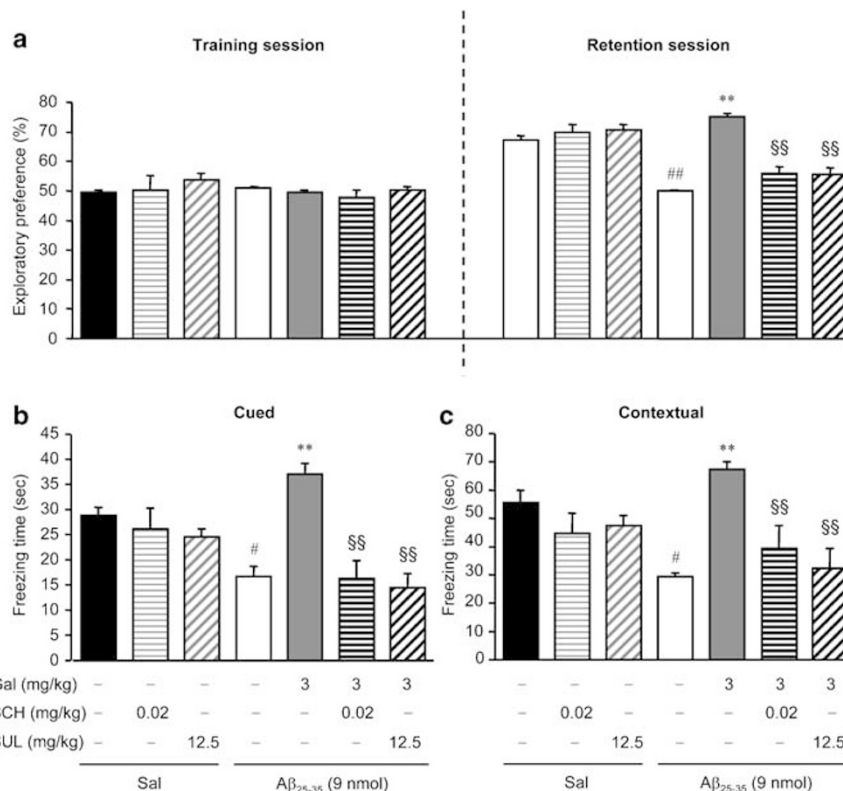 a
Training session
Retention session
Exploratory preference (%)
80
70
60
50
40
30
20
10
0
##
**
§§
§§
b
Cued
Freezing time (sec)
45
40
35
30
25
20
15
10
5
0
#
**
§§
§§
c
Contextual
Freezing time (sec)
80
70
60
50
40
30
20
10
0
#
**
§§
§§
Gal (mg/kg) – – – – 3 3 3 – – – – 3 3 3
SCH (mg/kg) – 0.02 – – – 0.02 – – 0.02 – – – 0.02 –
SUL (mg/kg) – – 12.5 – – – 12.5 – – 12.5 – – – 12.5
Sal Aβ25-35 (9 nmol) Sal Aβ25-35 (9 nmol)